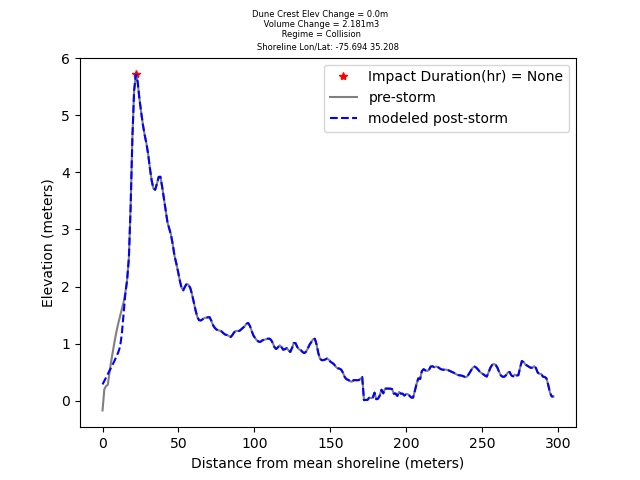 Dune Crest Elev Change = 0.0m
Volume Change = 2.181m3
Regime = Collision
Shoreline Lon/Lat: -75.694 35.208
Impact Duration(hr) = None
pre-storm
modeled post-storm
Elevation (meters)
6
5
4
3
2
1
0
0 50 100 150 200 250 300
Distance from mean shoreline (meters)